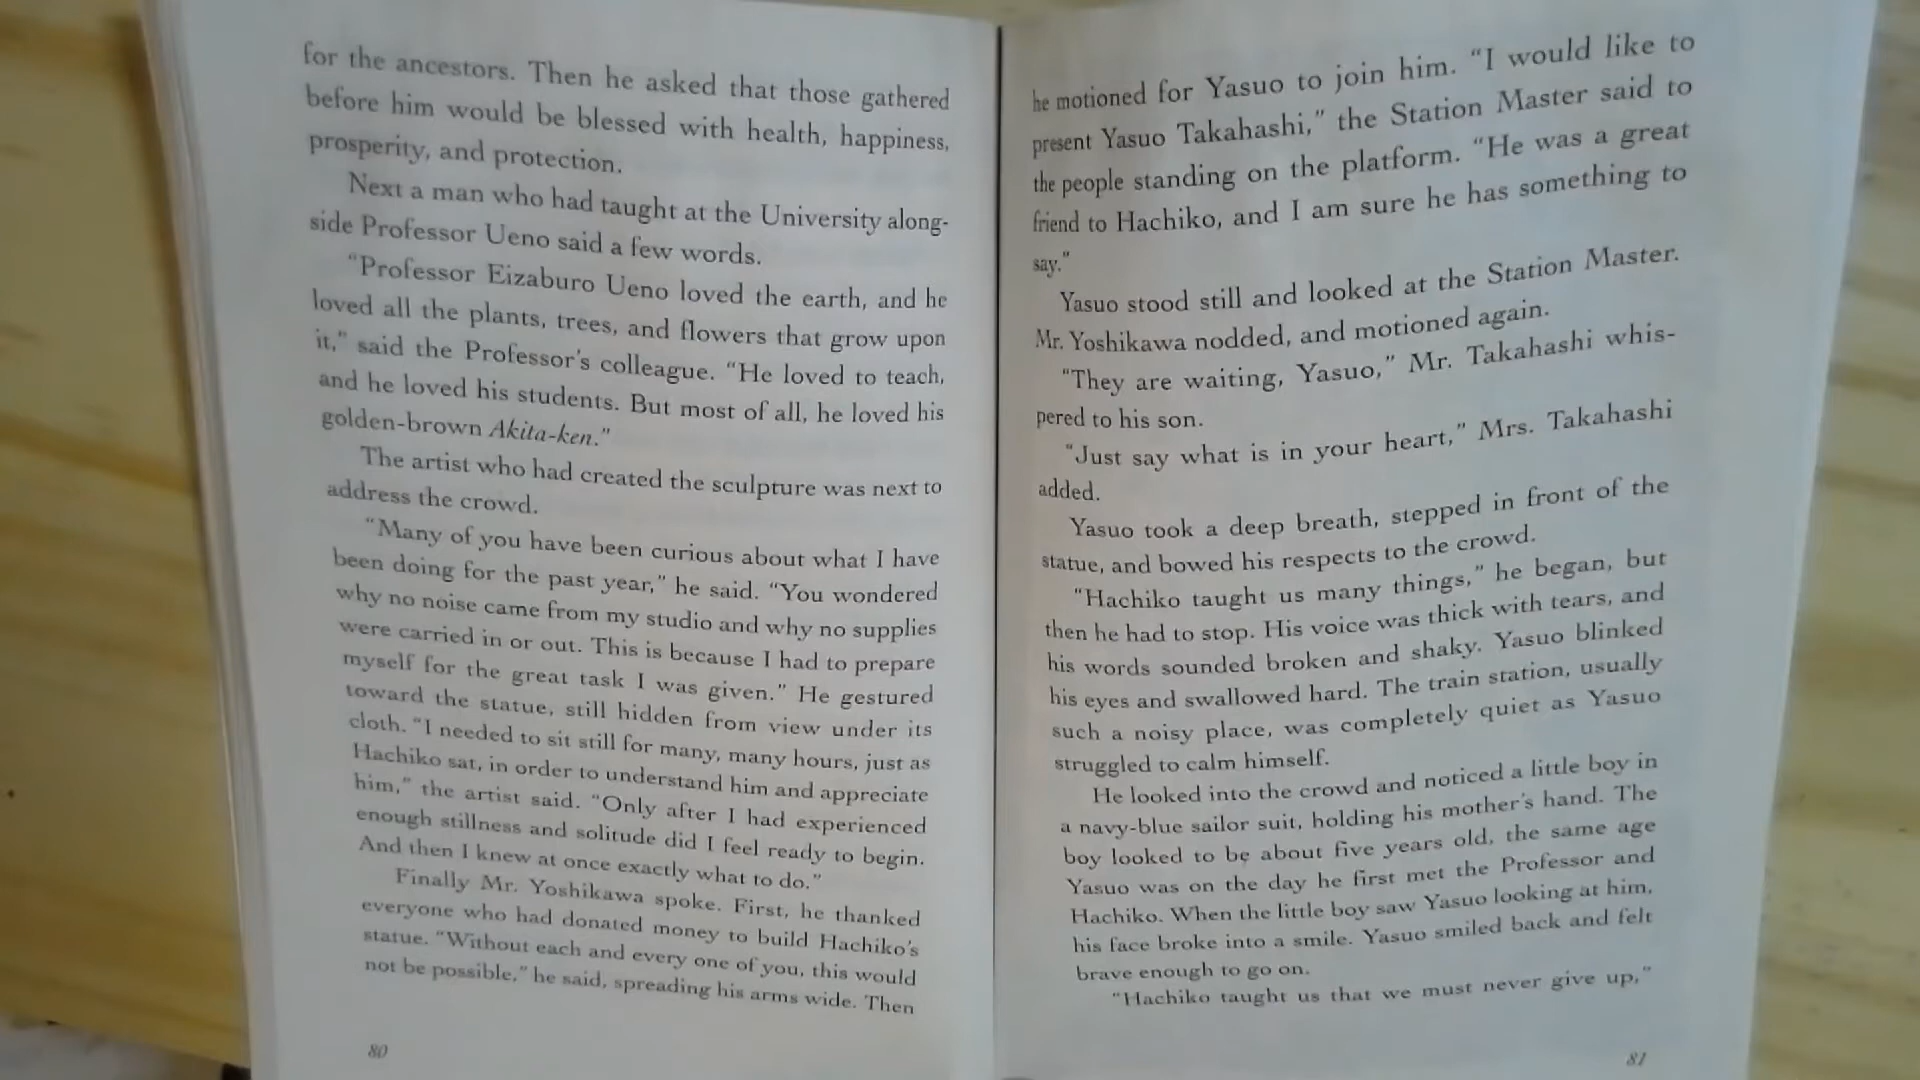 for the ancestors. Then he asked that those gathered
before him would be blessed with health, happiness,
prosperity, and protection.
Next a man who had taught at the University along-
side Professor Ueno said a few words.
“Professor Eizaburo Ueno loved the earth, and he
loved all the plants, trees, and flowers that grow upon
it,” said the Professor’s colleague. “He loved to teach,
and he loved his students. But most of all, he loved his
golden-brown Akita-ken.”
The artist who had created the sculpture was next to
address the crowd.
“Many of you have been curious about what I have
been doing for the past year,” he said. “You wondered
why no noise came from my studio and why no supplies
were carried in or out. This is because I had to prepare
myself for the great task I was given.” He gestured
toward the statue, still hidden from view under its
cloth. “I needed to sit still for many, many hours, just as
Hachiko sat, in order to understand him and appreciate
him,” the artist said. “Only after I had experienced
enough stillness and solitude did I feel ready to begin.
And then I knew at once exactly what to do.”
Finally Mr. Yoshikawa spoke. First, he thanked
everyone who had donated money to build Hachiko’s
statue. “Without each and every one of you, this would
not be possible,” he said, spreading his arms wide. Then
80
he motioned for Yasuo to join him. “I would like to
present Yasuo Takahashi,” the Station Master said to
the people standing on the platform. “He was a great
friend to Hachiko, and I am sure he has something to
say.”
Yasuo stood still and looked at the Station Master.
Mr. Yoshikawa nodded, and motioned again.
“They are waiting, Yasuo,” Mr. Takahashi whis-
pered to his son.
“Just say what is in your heart,” Mrs. Takahashi
added.
Yasuo took a deep breath, stepped in front of the
statue, and bowed his respects to the crowd.
“Hachiko taught us many things,” he began, but
then he had to stop. His voice was thick with tears, and
his words sounded broken and shaky. Yasuo blinked
his eyes and swallowed hard. The train station, usually
such a noisy place, was completely quiet as Yasuo
struggled to calm himself.
He looked into the crowd and noticed a little boy in
a navy-blue sailor suit, holding his mother’s hand. The
boy looked to be about five years old, the same age
Yasuo was on the day he first met the Professor and
Hachiko. When the little boy saw Yasuo looking at him,
his face broke into a smile. Yasuo smiled back and felt
brave enough to go on.
“Hachiko taught us that we must never give up,”
81